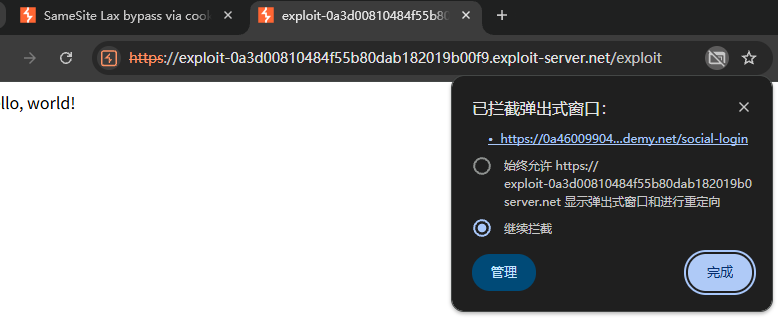 SameSite Lax bypass via cook
exploit-0a3d00810484f55b80
https://exploit-0a3d00810484f55b80dab182019b00f9.exploit-server.net/exploit
llo, world!
已拦截弹出式窗口：
• https://0a46009904...demy.net/social-login
始终允许 https://
exploit-0a3d00810484f55b80dab182019b0
server.net 显示弹出式窗口和进行重定向
继续拦截
管理
完成